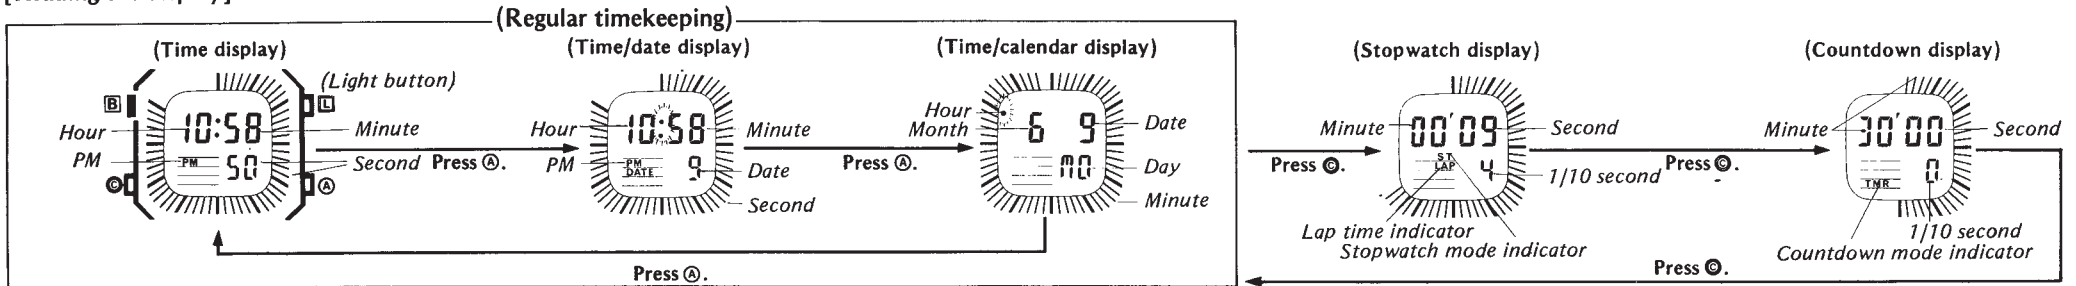 (Regular timekeeping)
(Time display)
(Light button)
B
L
10:58
PM 50
Hour
PM
Minute
Second
C
A
Press A.
(Time/date display)
10:58
PM
DATE 9
Hour
PM
Minute
Date
Second
Press A.
(Time/calendar display)
6 9
MO
Hour
Month
Date
Day
Minute
Press A.
Press C.
(Stopwatch display)
00'09
ST.
LAP 4
Minute
Second
1/10 second
Lap time indicator
Stopwatch mode indicator
Press C.
(Countdown display)
30'00
TMR 0
Minute
Second
1/10 second
Countdown mode indicator
Press C.